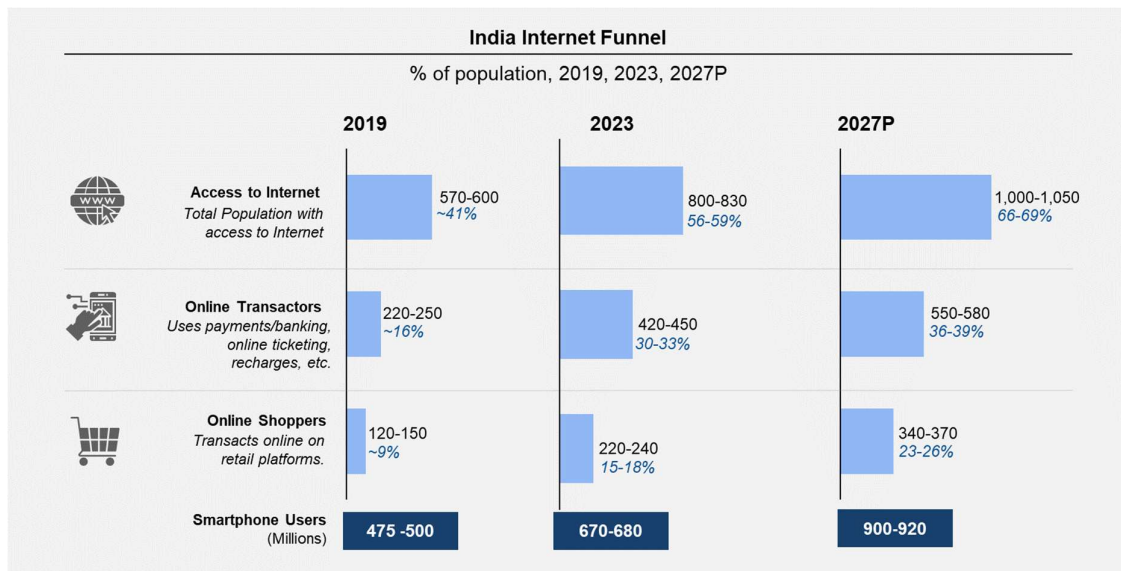 India Internet Funnel
% of population, 2019, 2023, 2027P
2019
2023
2027P
WWW
Access to Internet
Total Population with
access to Internet
570-600
~41%
800-830
56-59%
1,000-1,050
66-69%
Online Transactors
Uses payments/banking,
online ticketing,
recharges, etc.
220-250
~16%
420-450
30-33%
550-580
36-39%
Online Shoppers
Transacts online on
retail platforms.
120-150
~9%
220-240
15-18%
340-370
23-26%
Smartphone Users
(Millions)
475 -500
670-680
900-920